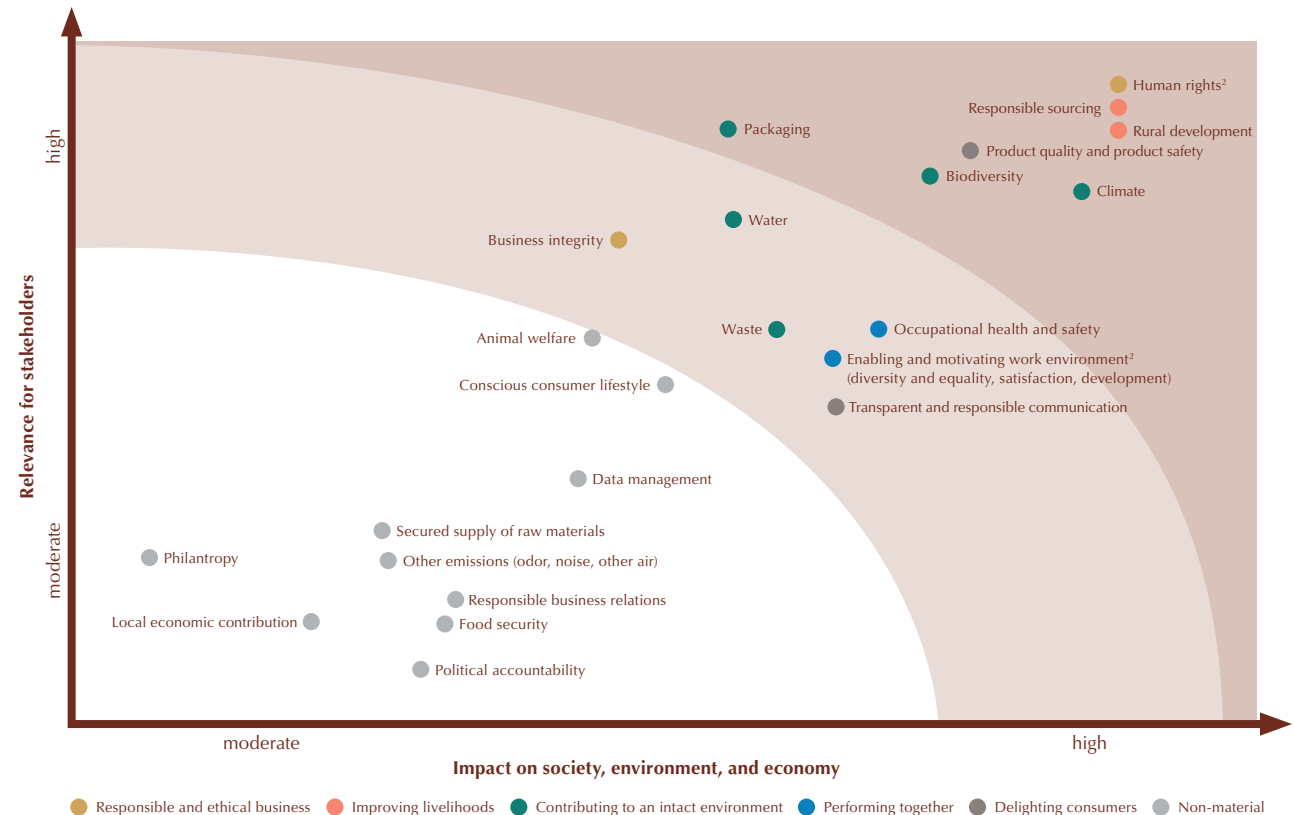 high
Human rights²
Responsible sourcing
Packaging
Rural development
Product quality and product safety
Biodiversity
Climate
Water
Business integrity
Relevance for stakeholders
Waste
Occupational health and safety
Animal welfare
Enabling and motivating work environment²
(diversity and equality, satisfaction, development)
Conscious consumer lifestyle
Transparent and responsible communication
Data management
moderate
Secured supply of raw materials
Philantropy
Other emissions (odor, noise, other air)
Responsible business relations
Local economic contribution
Food security
Political accountability
moderate
high
Impact on society, environment, and economy
Responsible and ethical business
Improving livelihoods
Contributing to an intact environment
Performing together
Delighting consumers
Non-material